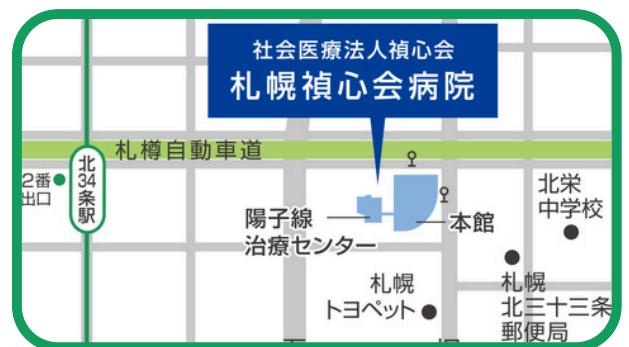 社会医療法人禎心会
札幌禎心会病院
札樽自動車道
北34条駅
2番
出口
陽子線
治療センター
本館
北栄
中学校
札幌
トヨペット
札幌
北三十三条
郵便局